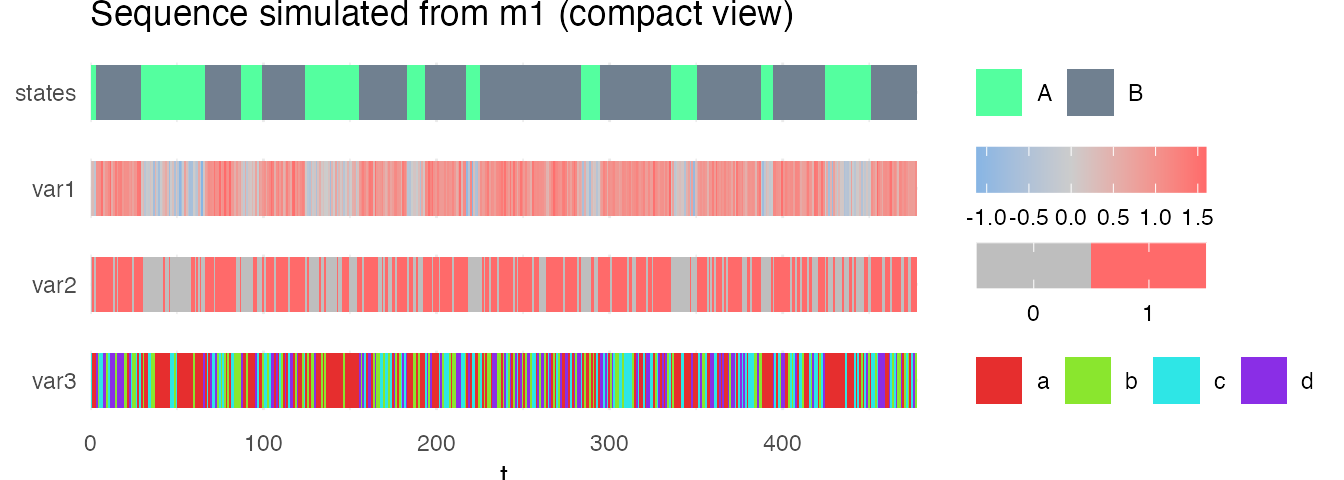 Sequence simulated from m1 (compact view)
states
A B
var1
-1.0 -0.5 0.0 0.5 1.0 1.5
var2
0 1
var3
a b c d
0 100 200 300 400
t